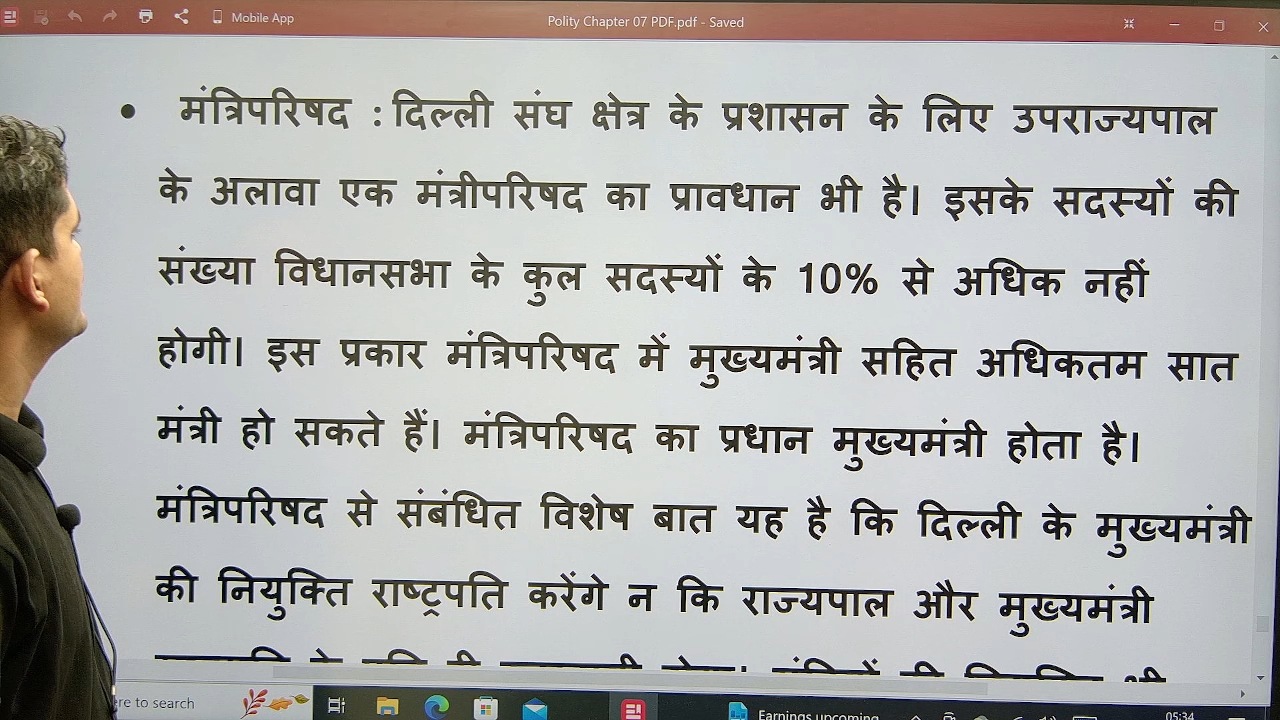 Mobile App
Polity Chapter 07 PDF.pdf - Saved
• मंत्रिपरिषद : दिल्ली संघ क्षेत्र के प्रशासन के लिए उपराज्यपाल
के अलावा एक मंत्रीपरिषद का प्रावधान भी है। इसके सदस्यों की
संख्या विधानसभा के कुल सदस्यों के 10% से अधिक नहीं
होगी। इस प्रकार मंत्रिपरिषद में मुख्यमंत्री सहित अधिकतम सात
मंत्री हो सकते हैं। मंत्रिपरिषद का प्रधान मुख्यमंत्री होता है।
मंत्रिपरिषद से संबंधित विशेष बात यह है कि दिल्ली के मुख्यमंत्री
की नियुक्ति राष्ट्रपति करेंगे न कि राज्यपाल और मुख्यमंत्री
re to search
Earnings upcoming
05:34